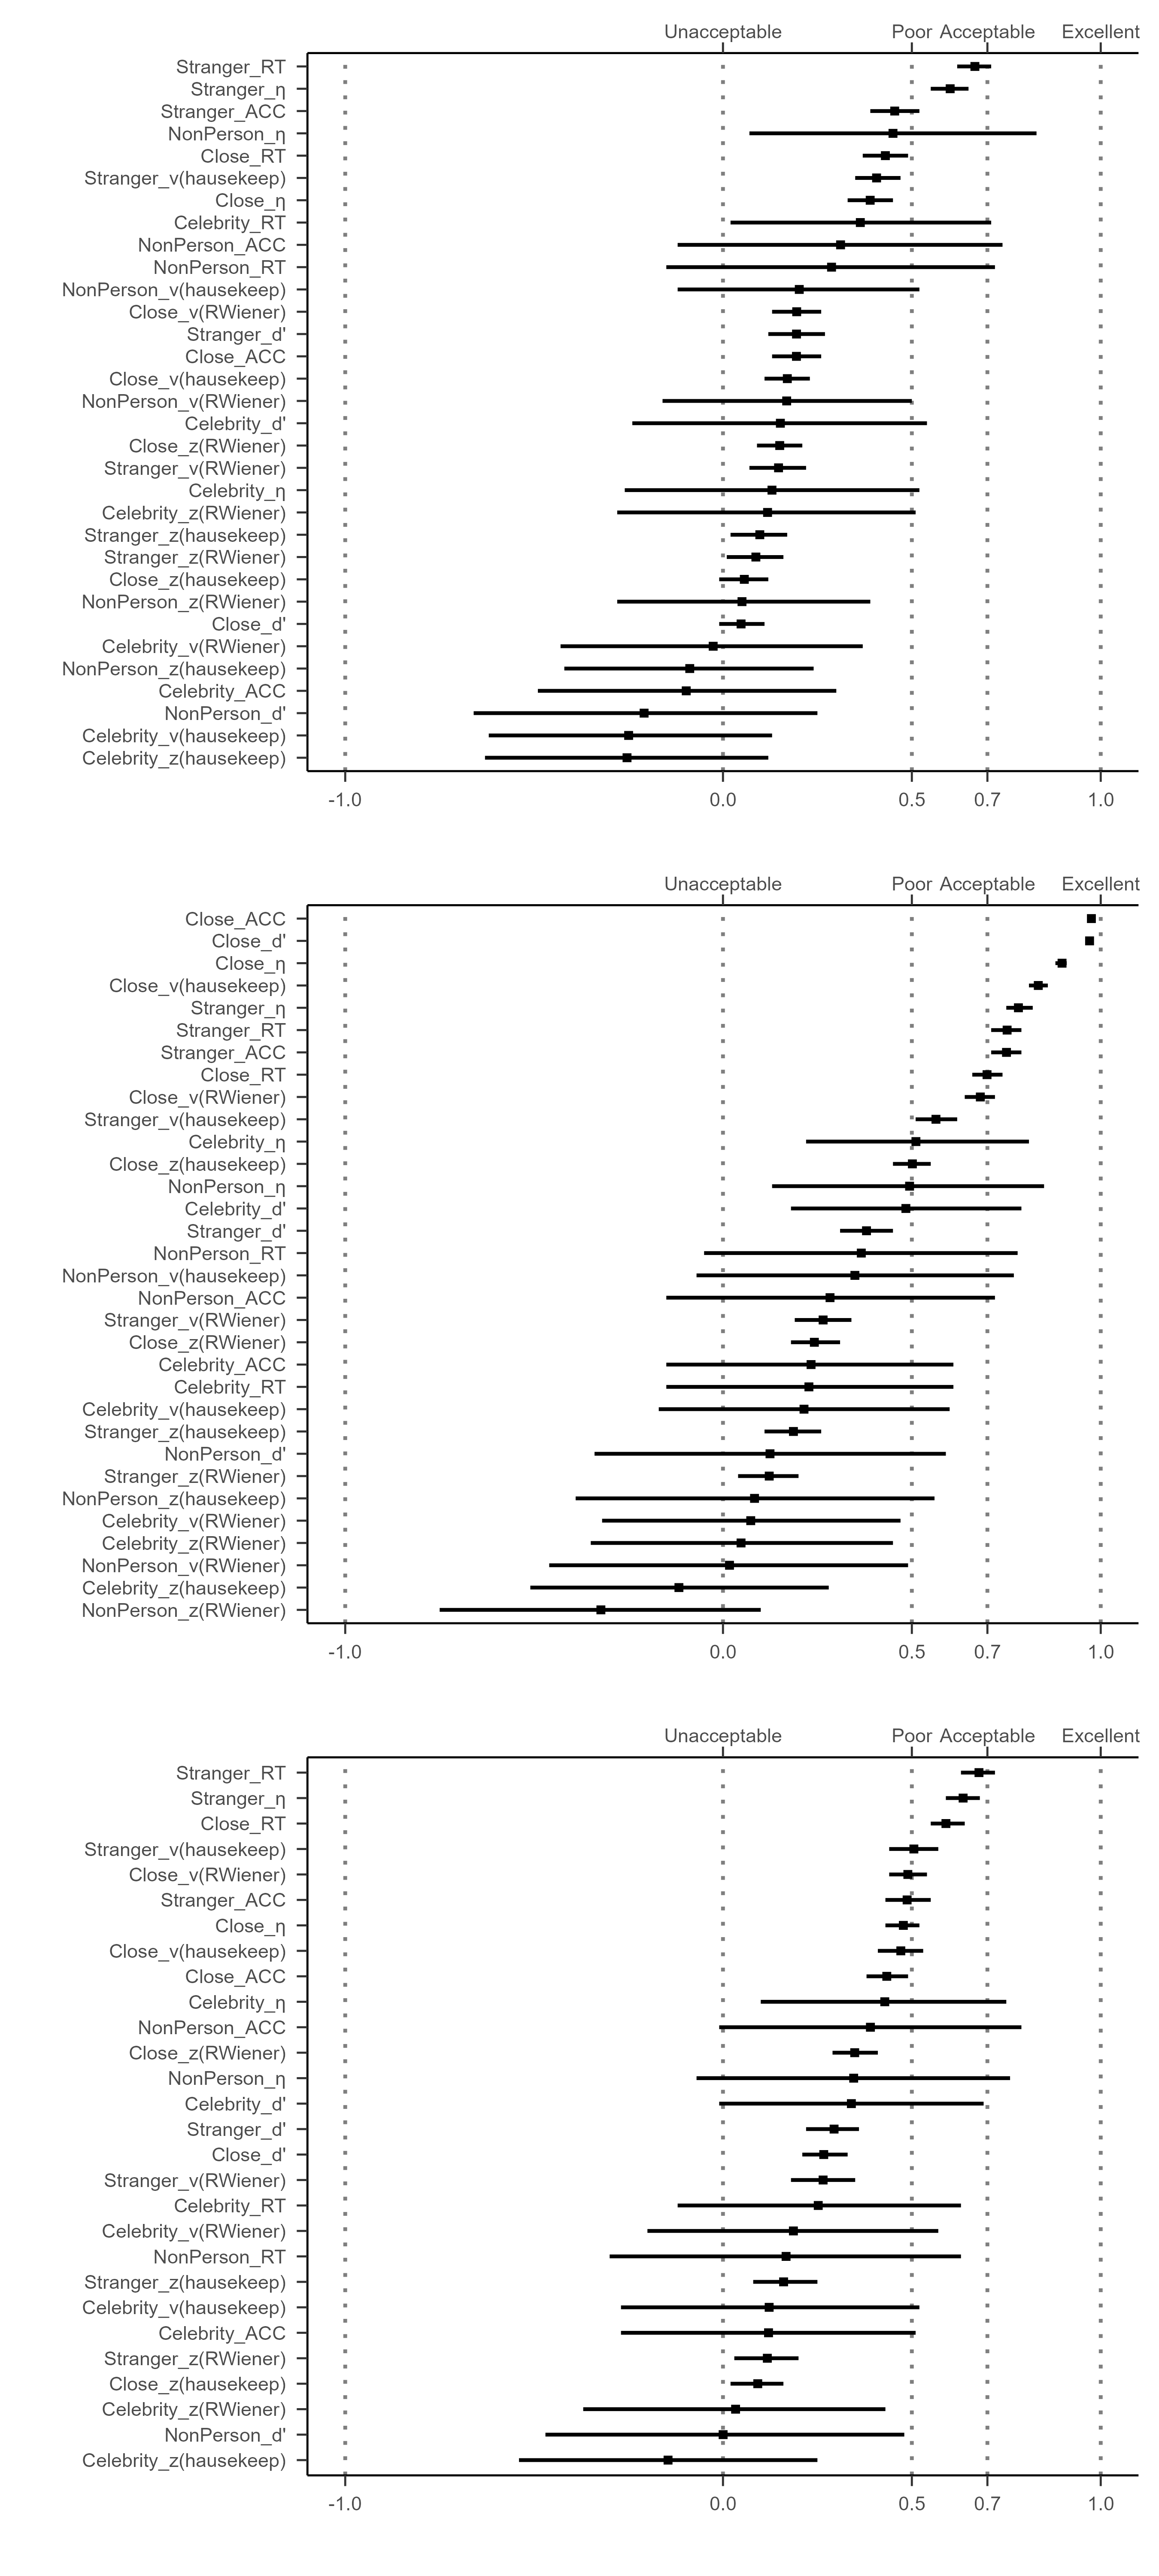 Unacceptable Poor Acceptable Excellent
Stranger_RT
Stranger_η
Stranger_ACC
NonPerson_η
Close_RT
Stranger_v(hausekeep)
Close_η
Celebrity_RT
NonPerson_ACC
NonPerson_RT
NonPerson_v(hausekeep)
Close_v(RWiener)
Stranger_d'
Close_ACC
Close_v(hausekeep)
NonPerson_v(RWiener)
Celebrity_d'
Close_z(RWiener)
Stranger_v(RWiener)
Celebrity_η
Celebrity_z(RWiener)
Stranger_z(hausekeep)
Stranger_z(RWiener)
Close_z(hausekeep)
NonPerson_z(RWiener)
Close_d'
Celebrity_v(RWiener)
NonPerson_z(hausekeep)
Celebrity_ACC
NonPerson_d'
Celebrity_v(hausekeep)
Celebrity_z(hausekeep)
-1.0 0.0 0.5 0.7 1.0
Unacceptable Poor Acceptable Excellent
Close_ACC
Close_d'
Close_η
Close_v(hausekeep)
Stranger_η
Stranger_RT
Stranger_ACC
Close_RT
Close_v(RWiener)
Stranger_v(hausekeep)
Celebrity_η
Close_z(hausekeep)
NonPerson_η
Celebrity_d'
Stranger_d'
NonPerson_RT
NonPerson_v(hausekeep)
NonPerson_ACC
Stranger_v(RWiener)
Close_z(RWiener)
Celebrity_ACC
Celebrity_RT
Celebrity_v(hausekeep)
Stranger_z(hausekeep)
NonPerson_d'
Stranger_z(RWiener)
NonPerson_z(hausekeep)
Celebrity_v(RWiener)
Celebrity_z(RWiener)
NonPerson_v(RWiener)
Celebrity_z(hausekeep)
NonPerson_z(RWiener)
-1.0 0.0 0.5 0.7 1.0
Unacceptable Poor Acceptable Excellent
Stranger_RT
Stranger_η
Close_RT
Stranger_v(hausekeep)
Close_v(RWiener)
Stranger_ACC
Close_η
Close_v(hausekeep)
Close_ACC
Celebrity_η
NonPerson_ACC
Close_z(RWiener)
NonPerson_η
Celebrity_d'
Stranger_d'
Close_d'
Stranger_v(RWiener)
Celebrity_RT
Celebrity_v(RWiener)
NonPerson_RT
Stranger_z(hausekeep)
Celebrity_v(hausekeep)
Celebrity_ACC
Stranger_z(RWiener)
Close_z(hausekeep)
Celebrity_z(RWiener)
NonPerson_d'
Celebrity_z(hausekeep)
-1.0 0.0 0.5 0.7 1.0